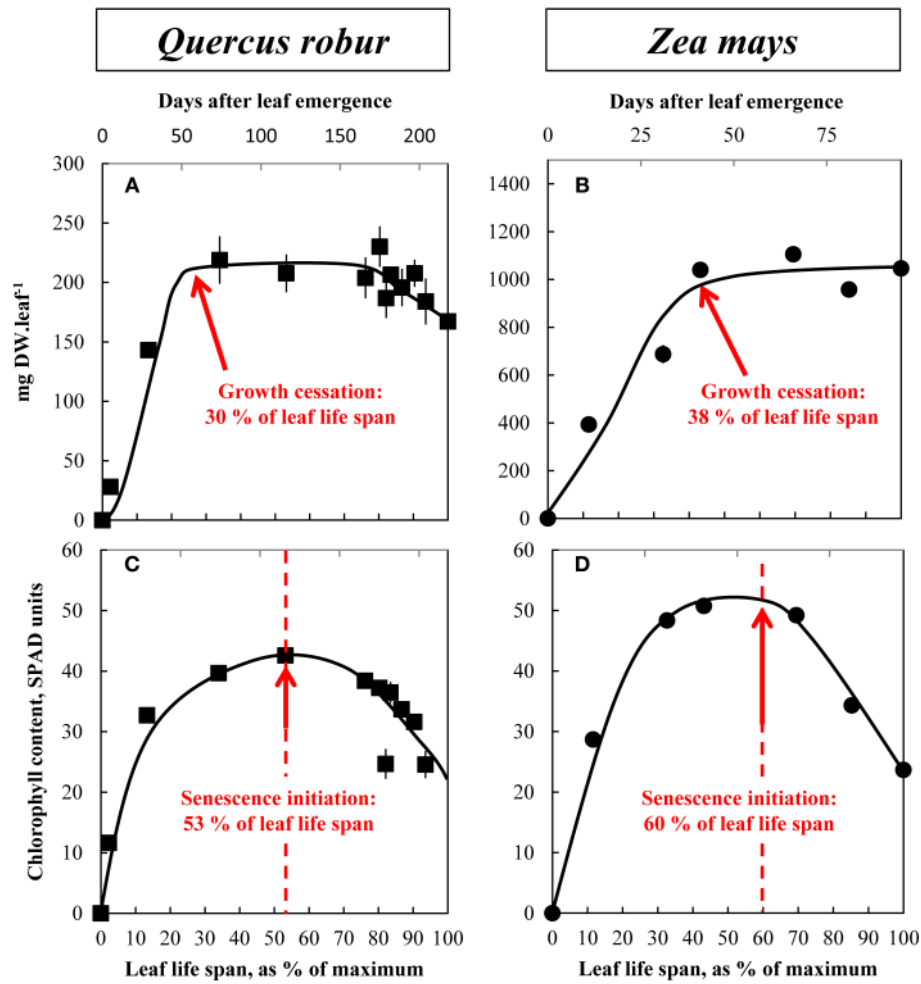 Quercus robur
Zea mays
Days after leaf emergence
Days after leaf emergence
0 50 100 150 200
0 25 50 75
A
B
300
250
200
150
100
50
0
mg DW.leaf⁻¹
1400
1200
1000
800
600
400
200
0
Growth cessation:
30 % of leaf life span
Growth cessation:
38 % of leaf life span
C
D
60
50
40
30
20
10
0
Chlorophyll content, SPAD units
60
50
40
30
20
10
0
Senescence initiation:
53 % of leaf life span
Senescence initiation:
60 % of leaf life span
0 10 20 30 40 50 60 70 80 90 100
0 10 20 30 40 50 60 70 80 90 100
Leaf life span, as % of maximum
Leaf life span, as % of maximum